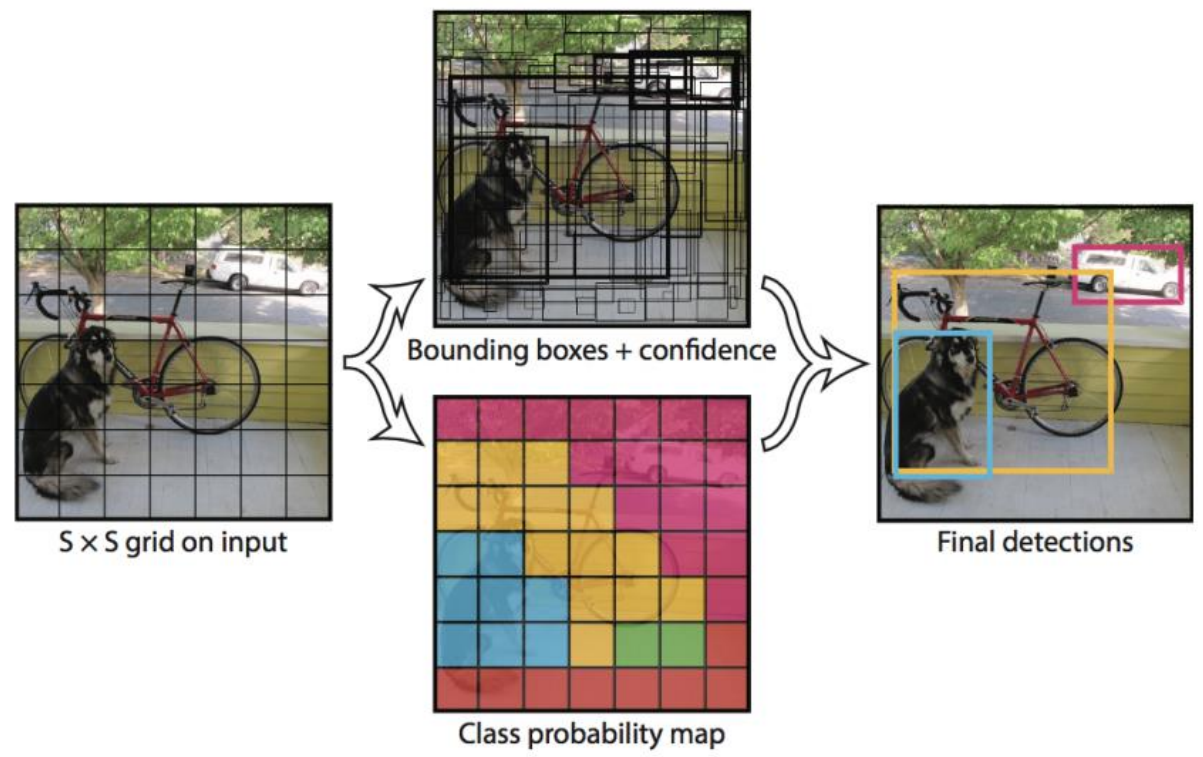 Bounding boxes + confidence
S × S grid on input
Final detections
Class probability map